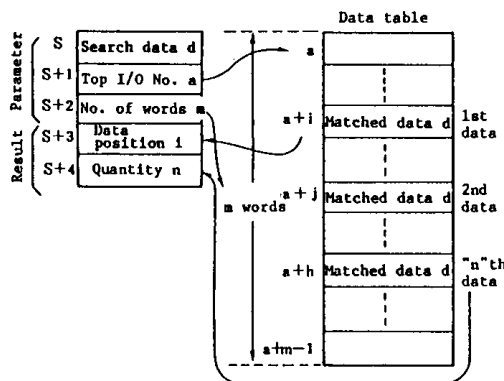 Data table
Parameter
S
Search data d
S+1
Top I/O No. a
S+2
No. of words m
Result
S+3
Data
position i
S+4
Quantity n
m words
a
a+i
Matched data d
1st
data
a+j
Matched data d
2nd
data
a+h
Matched data d
"n"th
data
a+m-1